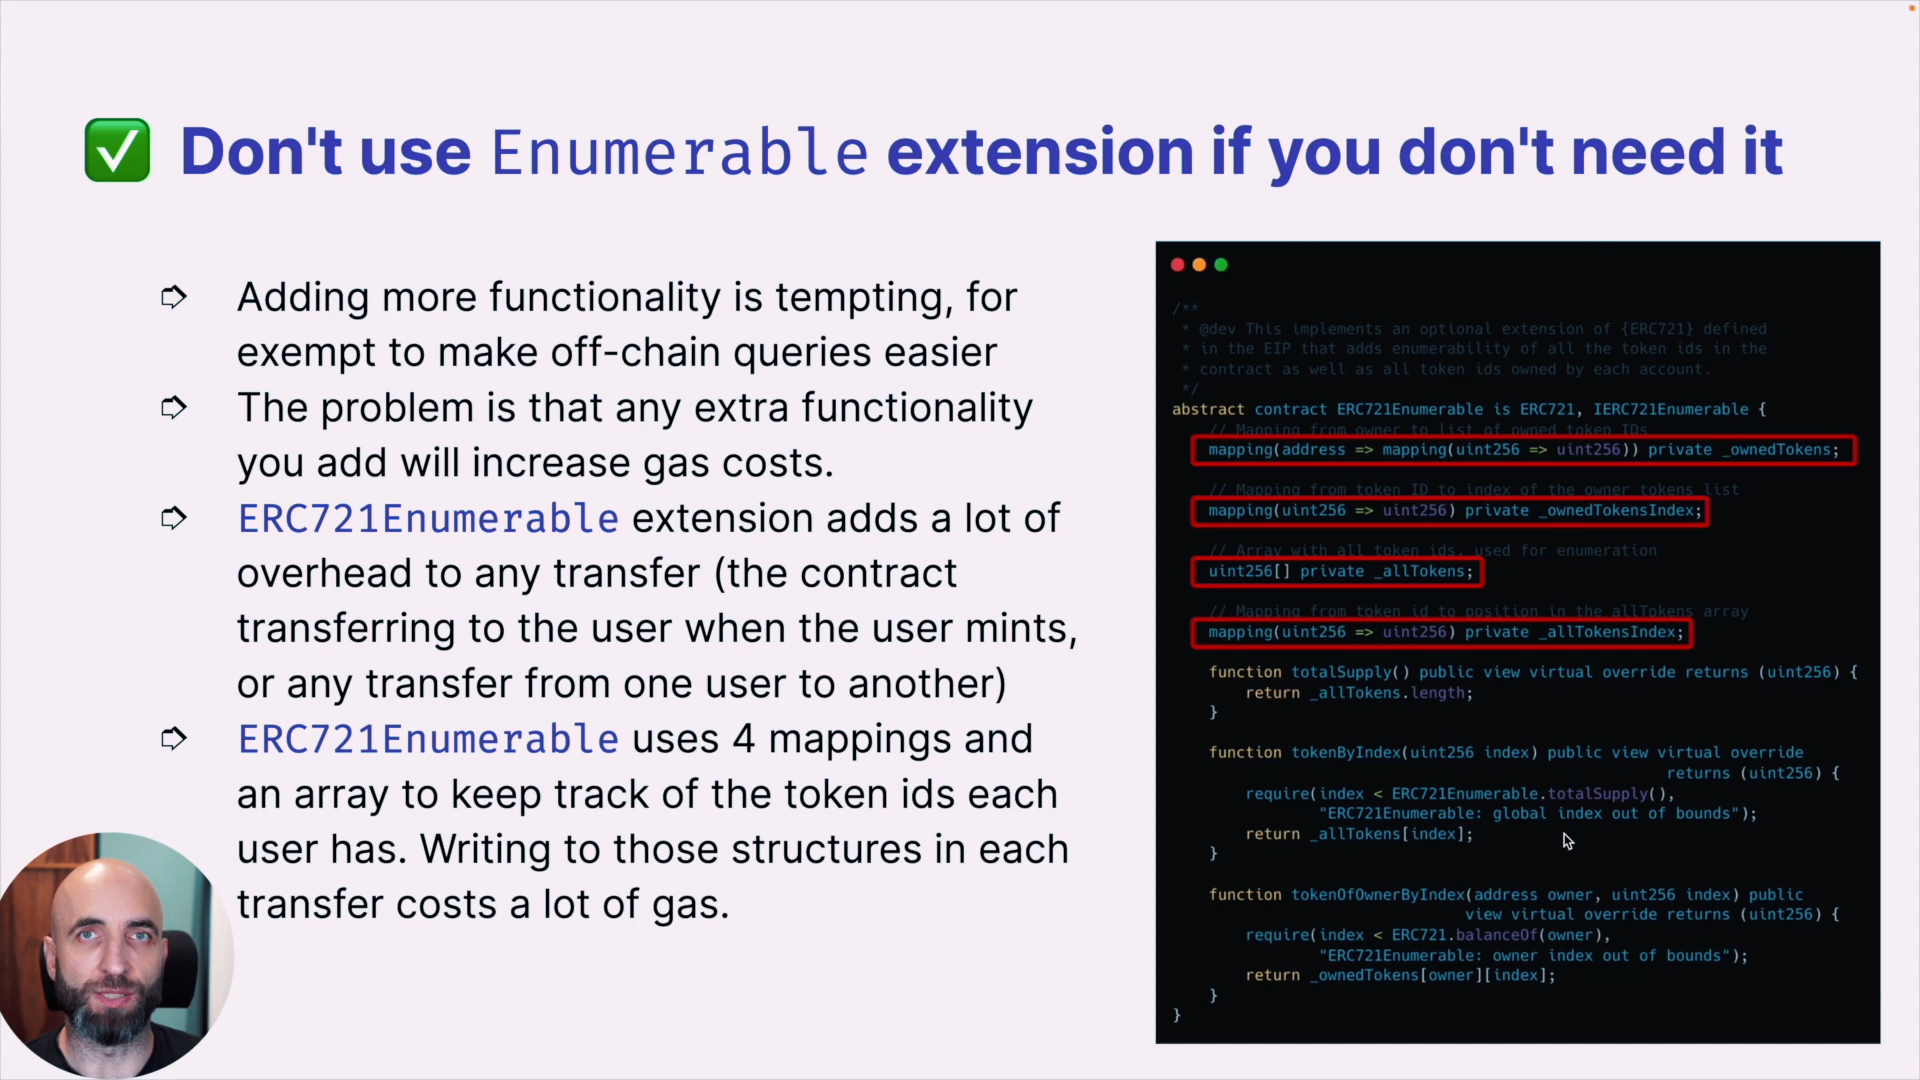 ✅ Don't use Enumerable extension if you don't need it
➩ Adding more functionality is tempting, for
exempt to make off-chain queries easier
➩ The problem is that any extra functionality
you add will increase gas costs.
➩ ERC721Enumerable extension adds a lot of
overhead to any transfer (the contract
transferring to the user when the user mints,
or any transfer from one user to another)
➩ ERC721Enumerable uses 4 mappings and
an array to keep track of the token ids each
user has. Writing to those structures in each
transfer costs a lot of gas.
/**
* @dev This implements an optional extension of {ERC721} defined
* in the EIP that adds enumerability of all the token ids in the
* contract as well as all token ids owned by each account.
*/
abstract contract ERC721Enumerable is ERC721, IERC721Enumerable {
// Mapping from owner to list of owned token IDs
mapping(address => mapping(uint256 => uint256)) private _ownedTokens;
// Mapping from token ID to index of the owner tokens list
mapping(uint256 => uint256) private _ownedTokensIndex;
// Array with all token ids, used for enumeration
uint256[] private _allTokens;
// Mapping from token id to position in the allTokens array
mapping(uint256 => uint256) private _allTokensIndex;
function totalSupply() public view virtual override returns (uint256) {
return _allTokens.length;
}
function tokenByIndex(uint256 index) public view virtual override
returns (uint256) {
require(index < ERC721Enumerable.totalSupply(),
"ERC721Enumerable: global index out of bounds");
return _allTokens[index];
}
function tokenOfOwnerByIndex(address owner, uint256 index) public
view virtual override returns (uint256) {
require(index < ERC721.balanceOf(owner),
"ERC721Enumerable: owner index out of bounds");
return _ownedTokens[owner][index];
}
}